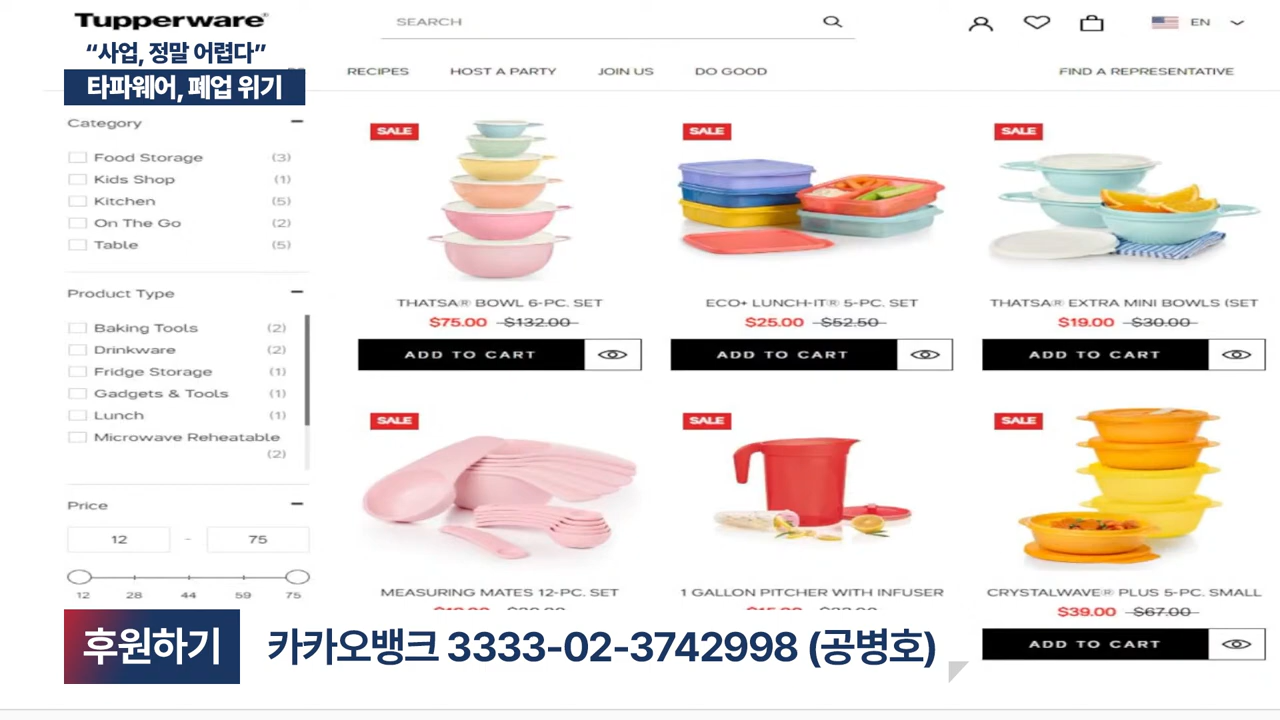 Tupperware®
SEARCH
EN
“사업, 정말 어렵다”
타파웨어, 폐업 위기
RECIPES
HOST A PARTY
JOIN US
DO GOOD
FIND A REPRESENTATIVE
Category
Food Storage (3)
Kids Shop (1)
Kitchen (5)
On The Go (2)
Table (5)
Product Type
Baking Tools (2)
Drinkware (2)
Fridge Storage (1)
Gadgets & Tools (1)
Lunch (1)
Microwave Reheatable
(2)
Price
12 - 75
12 28 44 59 75
SALE
THATSA® BOWL 6-PC. SET
$75.00 $132.00
ADD TO CART
SALE
ECO+ LUNCH-IT® 5-PC. SET
$25.00 $52.50
ADD TO CART
SALE
THATSA® EXTRA MINI BOWLS (SET
$19.00 $30.00
ADD TO CART
SALE
MEASURING MATES 12-PC. SET
SALE
1 GALLON PITCHER WITH INFUSER
SALE
CRYSTALWAVE® PLUS 5-PC. SMALL
$39.00 $67.00
ADD TO CART
후원하기
카카오뱅크 3333-02-3742998 (공병호)